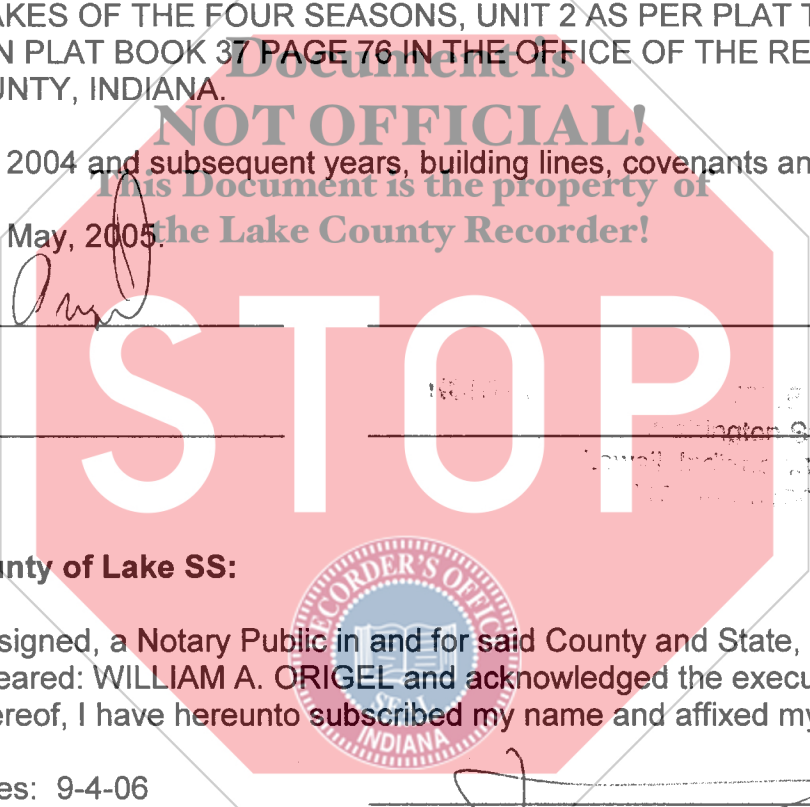 AKES OF THE FOUR SEASONS, UNIT 2 AS PER PLAT T
N PLAT BOOK 37 PAGE 76 IN THE OFFICE OF THE RE
Document is
UNTY, INDIANA.
NOT OFFICIAL!
2004 and subsequent years, building lines, covenants an
This Document is the property of
May, 2005.
the Lake County Recorder!
STOP
unty of Lake SS:
RECORDER'S OFFICE
signed, a Notary Public in and for said County and State,
eared: WILLIAM A. ORIGEL and acknowledged the execu
ereof, I have hereunto subscribed my name and affixed my
SEAL
INDIANA
es: 9-4-06